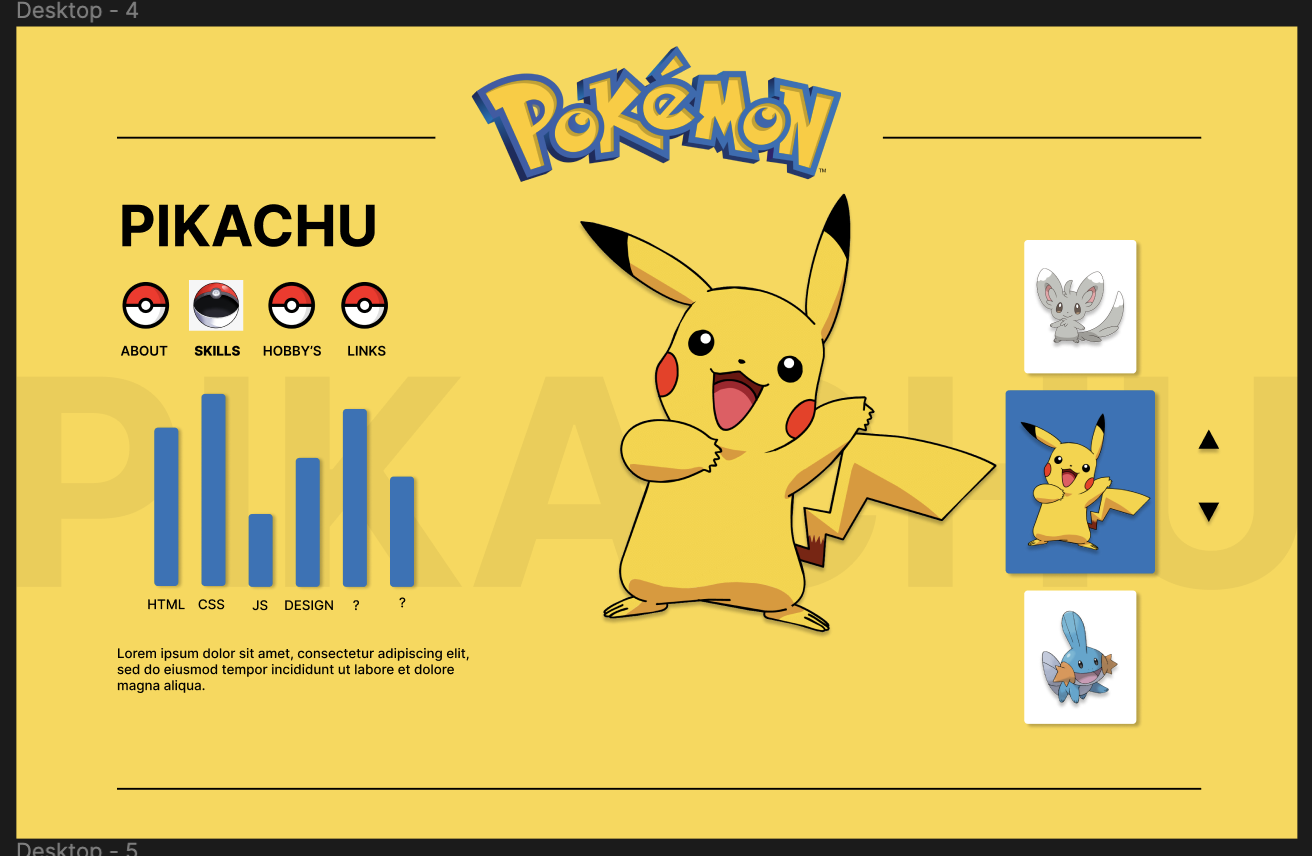 Desktop - 4
POKéMON
TM
PIKACHU
ABOUT SKILLS HOBBY'S LINKS
PIKACHU
HTML CSS JS DESIGN ? ?
Lorem ipsum dolor sit amet, consectetur adipiscing elit,
sed do eiusmod tempor incididunt ut labore et dolore
magna aliqua.
Desktop - 5